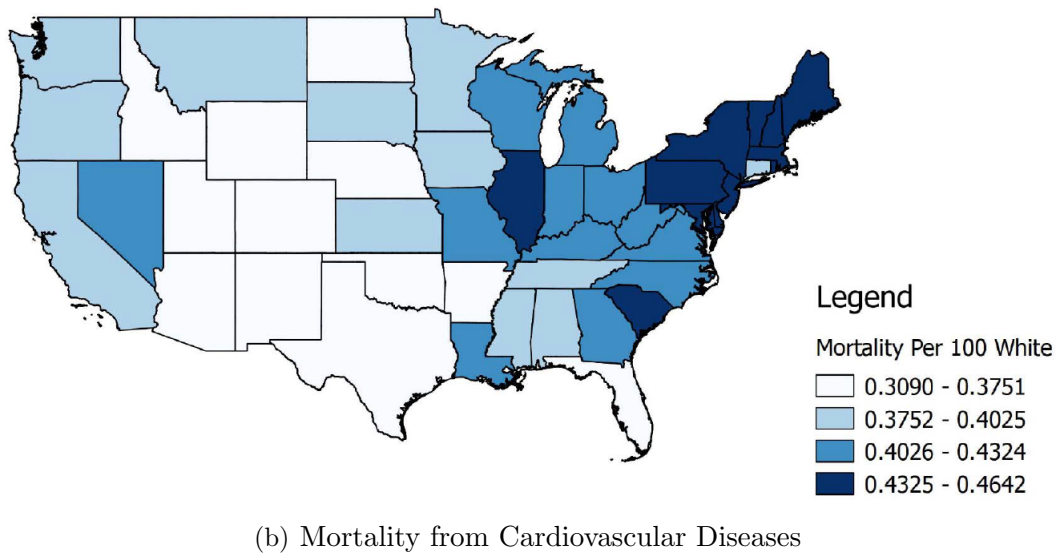 Legend
Mortality Per 100 White
0.3090 - 0.3751
0.3752 - 0.4025
0.4026 - 0.4324
0.4325 - 0.4642
(b) Mortality from Cardiovascular Diseases